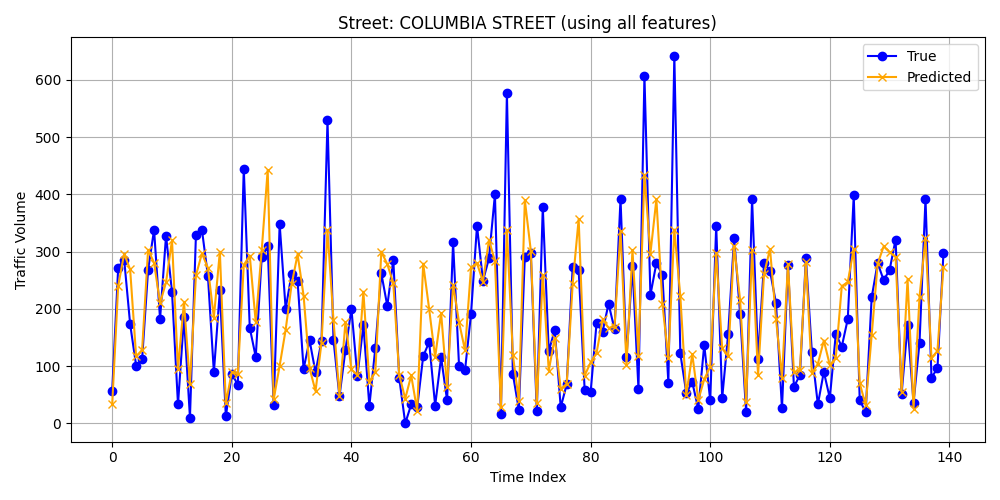 Street: COLUMBIA STREET (using all features)
True
Predicted
Traffic Volume
600
500
400
300
200
100
0
0 20 40 60 80 100 120 140
Time Index